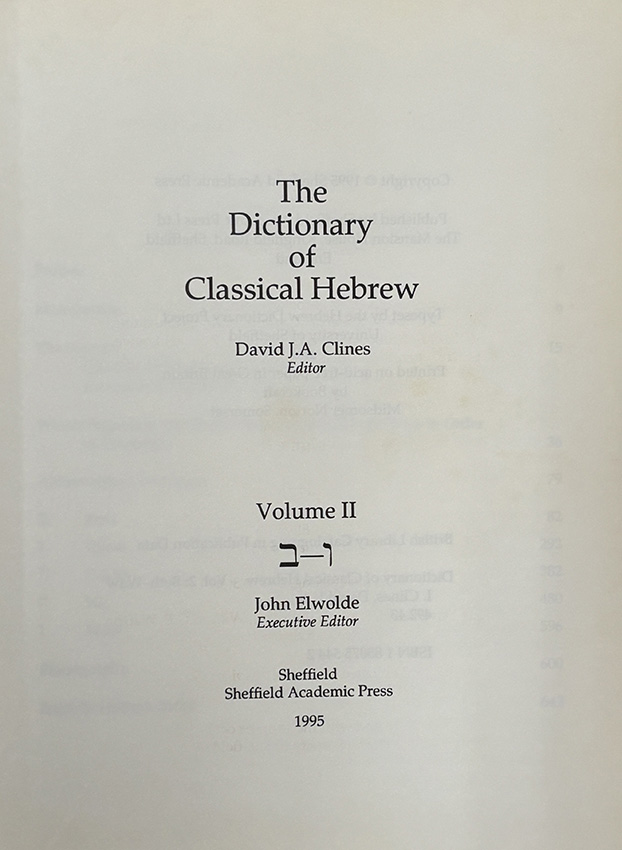 The
Dictionary
of
Classical Hebrew
David J.A. Clines
Editor
Volume II
ב–ו
John Elwolde
Executive Editor
Sheffield
Sheffield Academic Press
1995